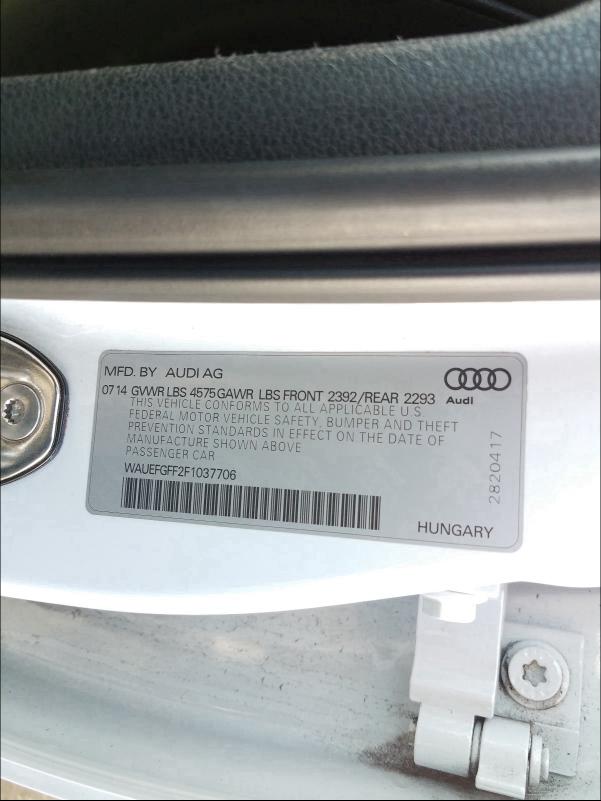 MFD. BY AUDI AG
Audi
07 14 GVWR LBS 4575 GAWR LBS FRONT 2392/REAR 2293
THIS VEHICLE CONFORMS TO ALL APPLICABLE U.S.
FEDERAL MOTOR VEHICLE SAFETY, BUMPER AND THEFT
PREVENTION STANDARDS IN EFFECT ON THE DATE OF
MANUFACTURE SHOWN ABOVE
PASSENGER CAR
WAUEFGFF2F1037706
2820417
HUNGARY